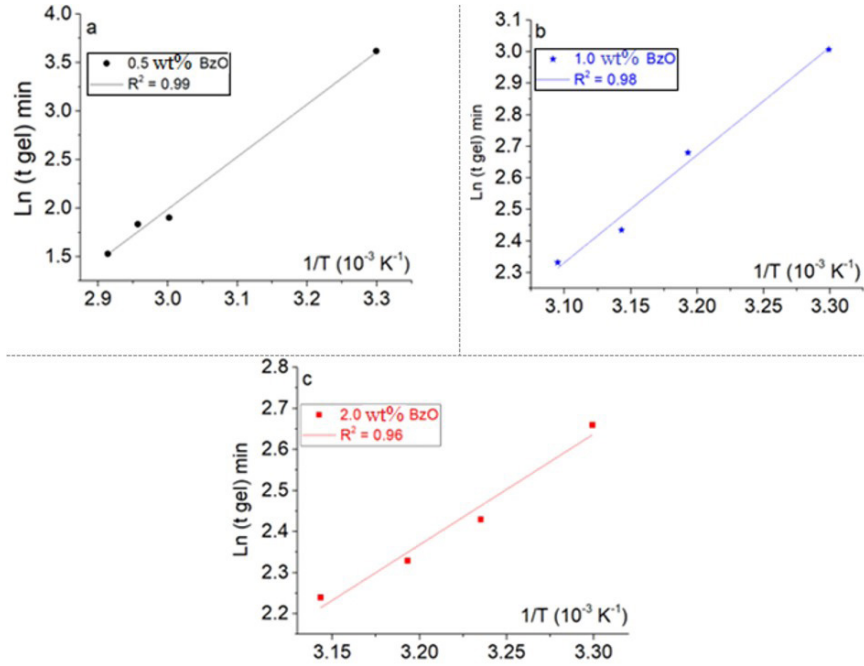 a
4.0
3.5
3.0
2.5
2.0
1.5
Ln (t gel) min
0.5 wt% BzO
R² = 0.99
1/T (10⁻³ K⁻¹)
2.9 3.0 3.1 3.2 3.3
b
3.1
3.0
2.9
2.8
2.7
2.6
2.5
2.4
2.3
Ln (t gel) min
1.0 wt% BzO
R² = 0.98
1/T (10⁻³ K⁻¹)
3.10 3.15 3.20 3.25 3.30
c
2.8
2.7
2.6
2.5
2.4
2.3
2.2
Ln (t gel) min
2.0 wt% BzO
R² = 0.96
1/T (10⁻³ K⁻¹)
3.15 3.20 3.25 3.30